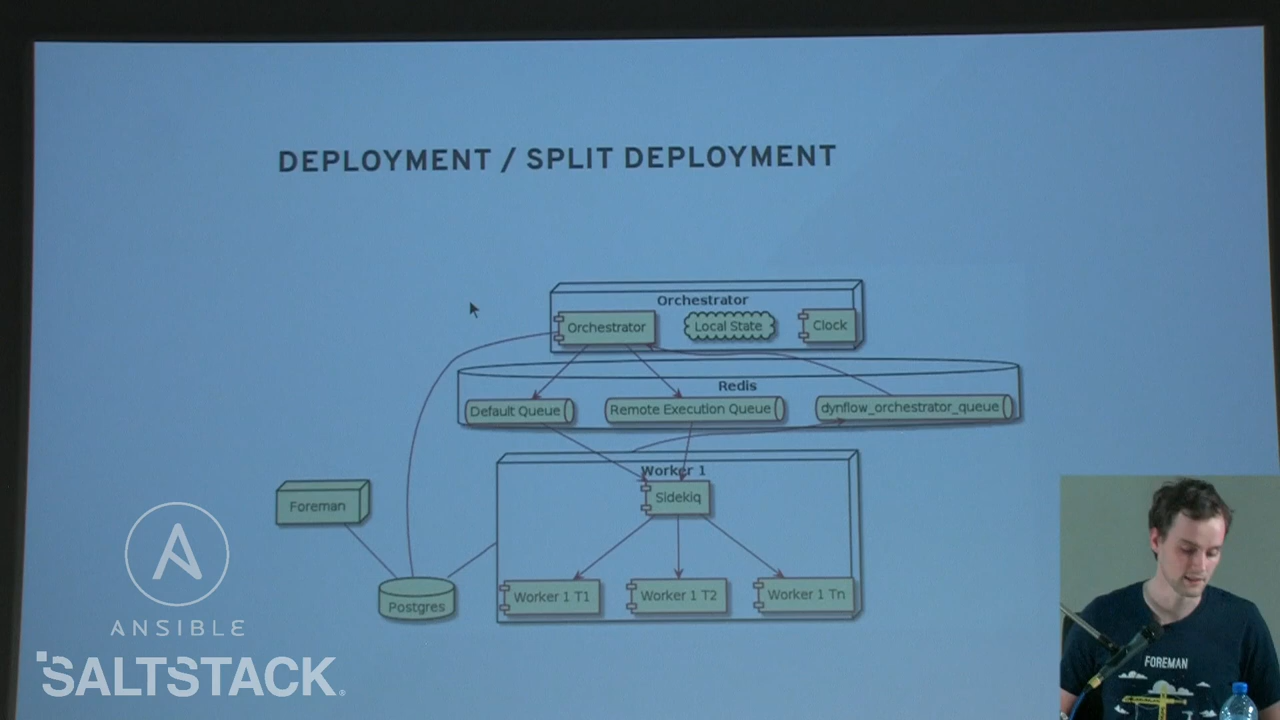 DEPLOYMENT / SPLIT DEPLOYMENT
Orchestrator
Orchestrator
Local State
Clock
Redis
Default Queue
Remote Execution Queue
dynflow_orchestrator_queue
Worker 1
Sidekiq
Foreman
Postgres
Worker 1 T1
Worker 1 T2
Worker 1 Tn
ANSIBLE
SALTSTACK
FOREMAN